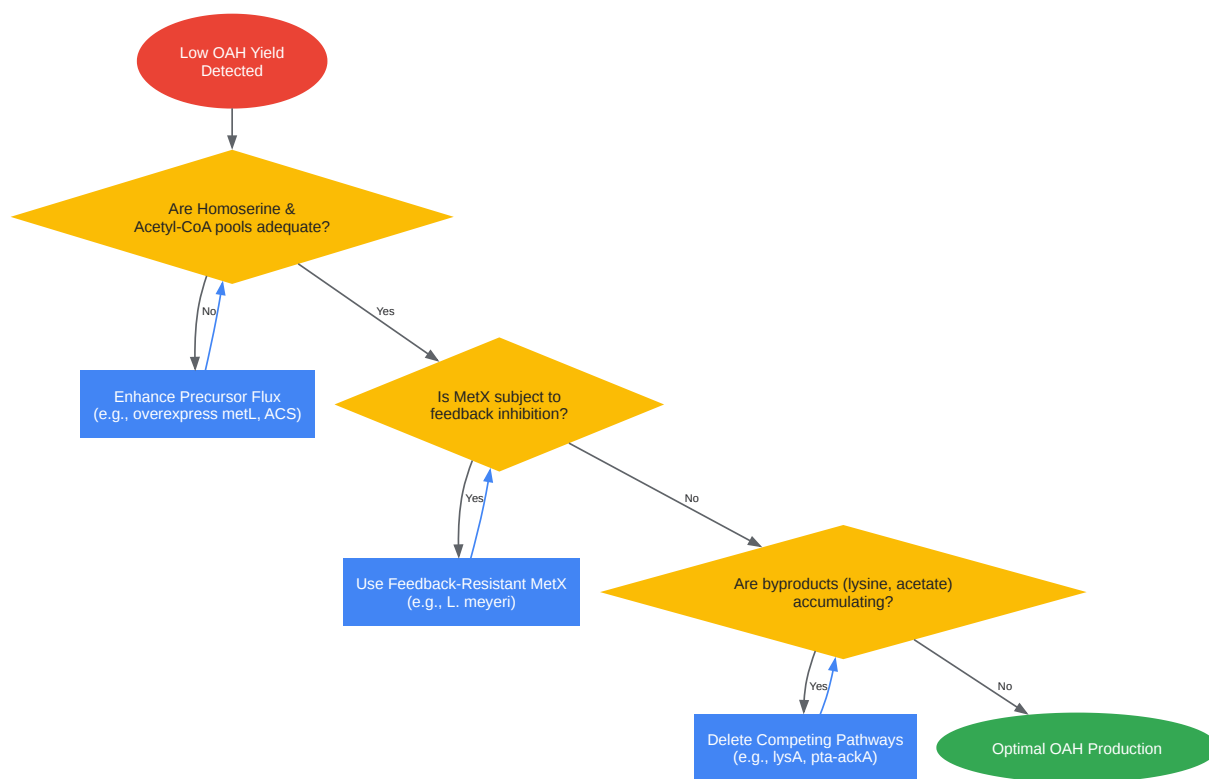 Low OAH Yield
Detected
Are Homoserine &
Acetyl-CoA pools adequate?
No
Yes
Enhance Precursor Flux
(e.g., overexpress metL, ACS)
Is MetX subject to
feedback inhibition?
Yes
No
Use Feedback-Resistant MetX
(e.g., L. meyeri)
Are byproducts (lysine, acetate)
accumulating?
Yes
No
Delete Competing Pathways
(e.g., lysA, pta-ackA)
Optimal OAH Production